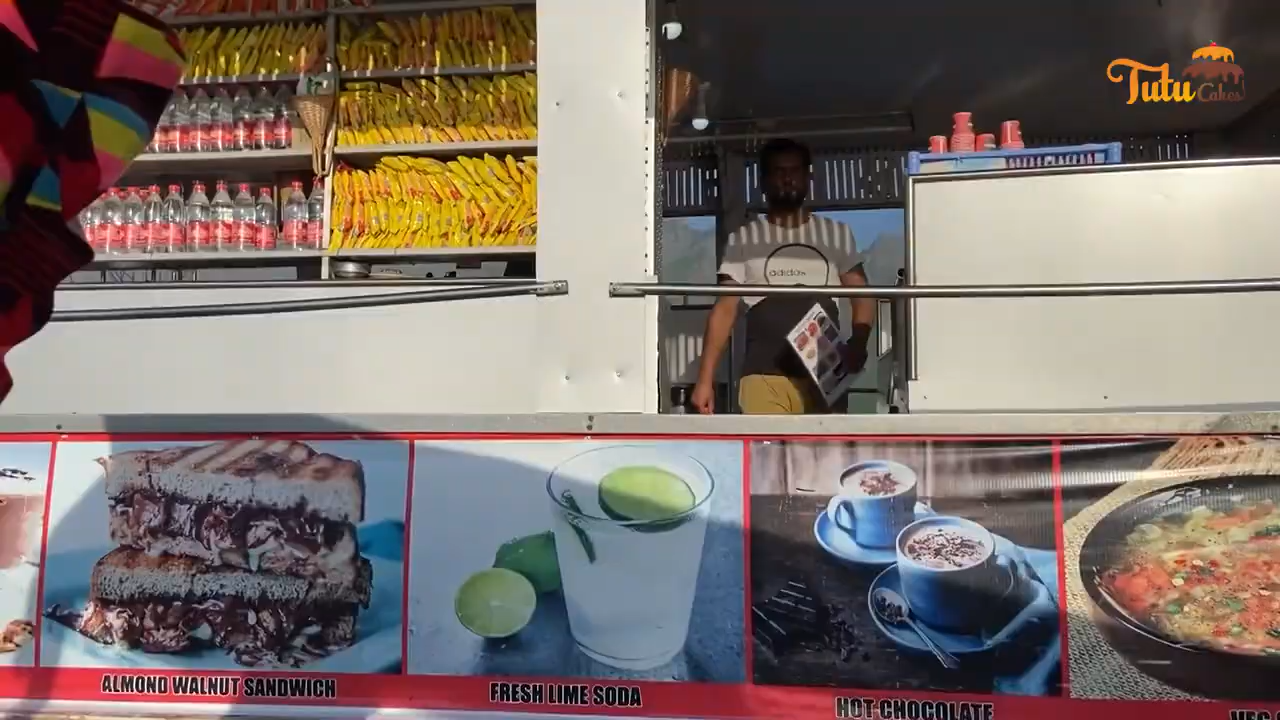 Tutu
Cakes
adidas
ALMOND WALNUT SANDWICH
FRESH LIME SODA
HOT CHOCOLATE